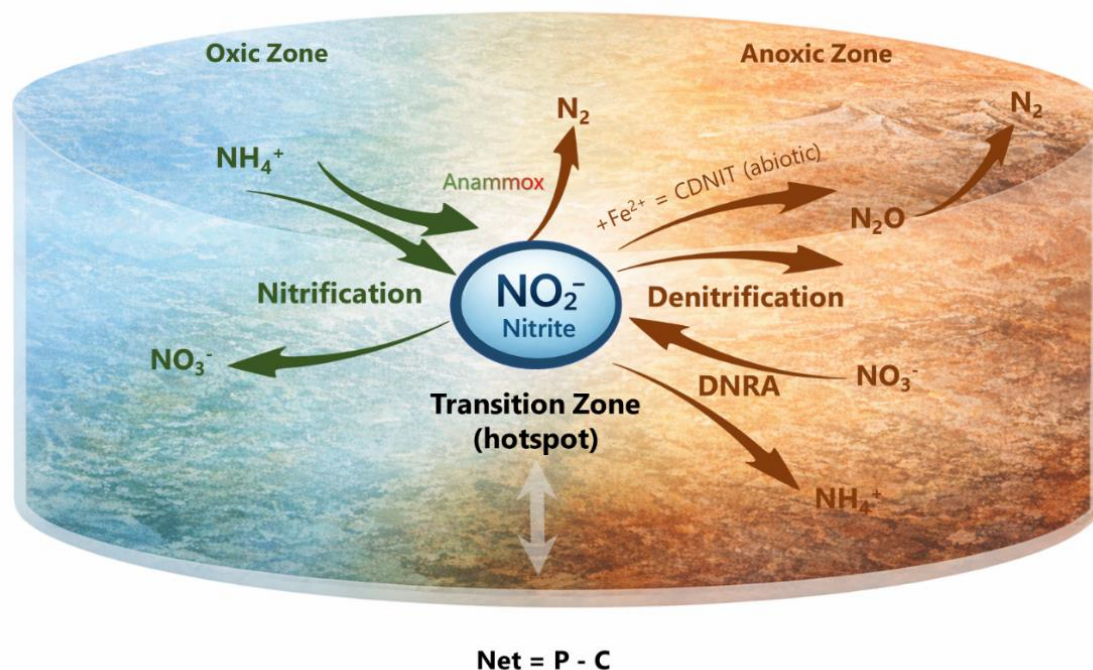 Oxic Zone
Anoxic Zone
N₂
N₂
NH₄⁺
Anammox
+Fe²⁺ = CDNIT (abiotic)
N₂O
Nitrification
NO₂⁻
Nitrite
Denitrification
NO₃⁻
DNRA
NO₃⁻
Transition Zone
(hotspot)
NH₄⁺
Net = P - C